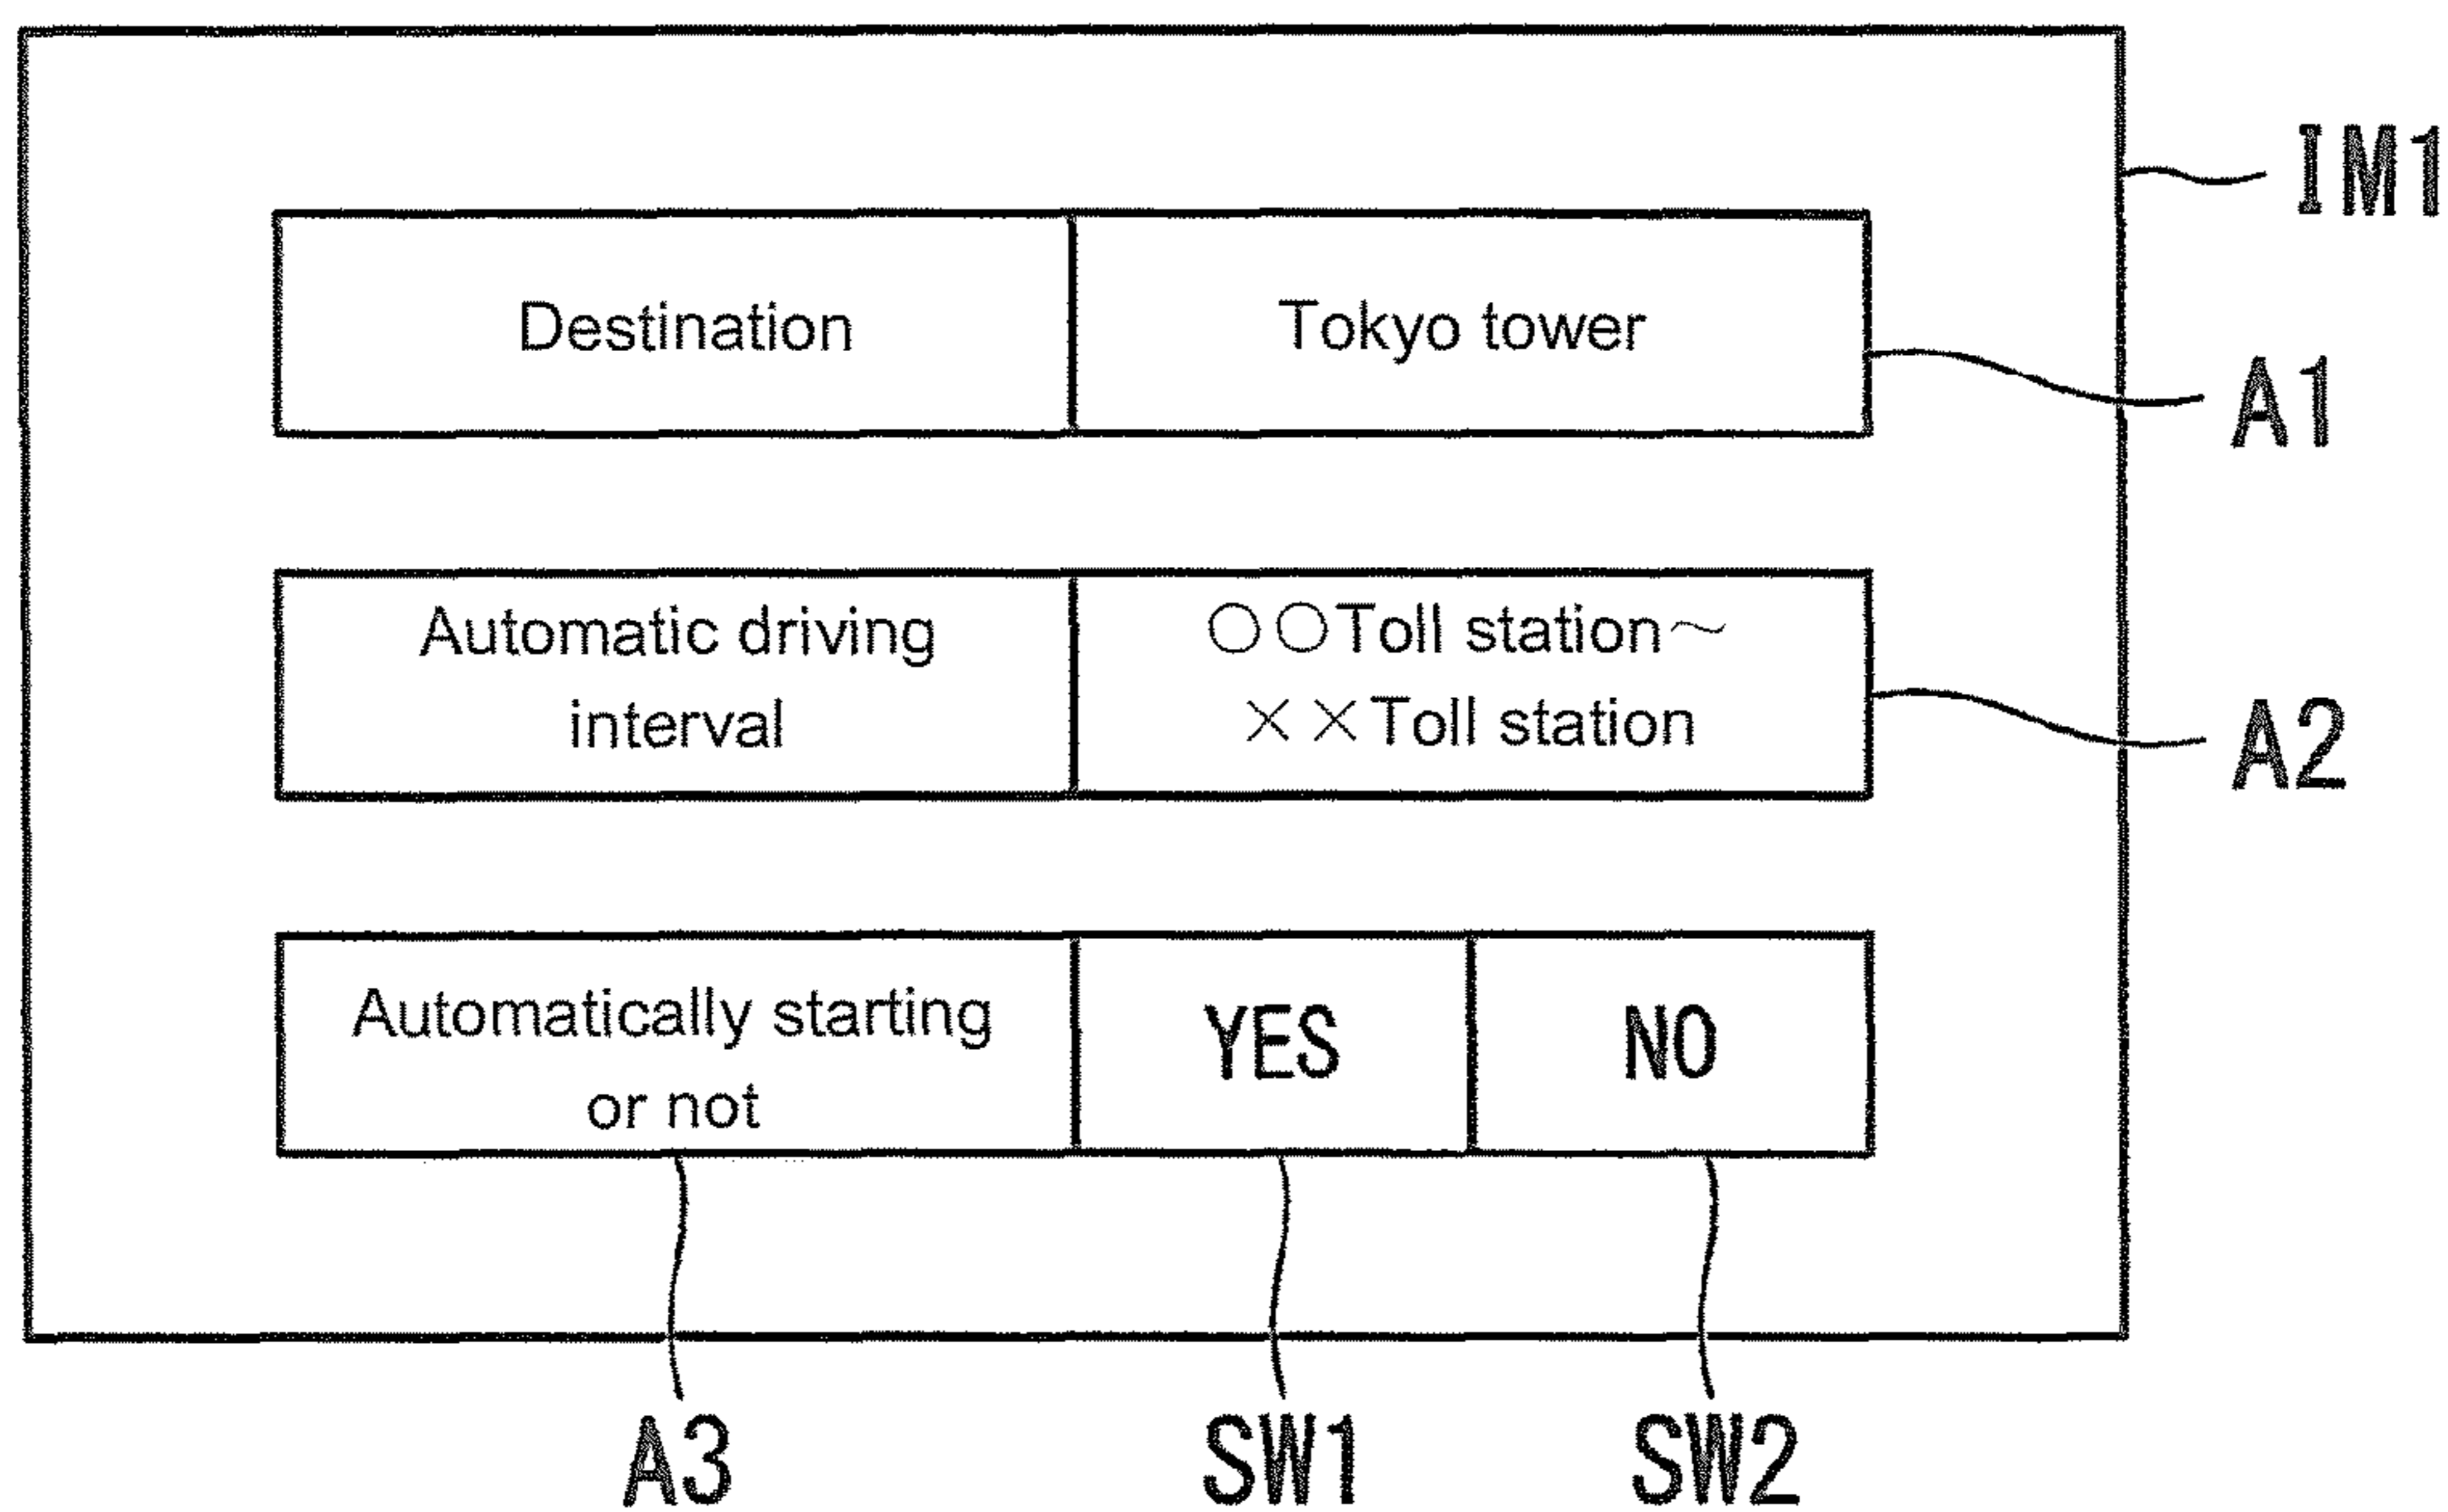 IM1
Destination Tokyo tower
A1
Automatic driving ○○Toll station~
interval ××Toll station
A2
Automatically starting YES NO
or not
A3 SW1 SW2